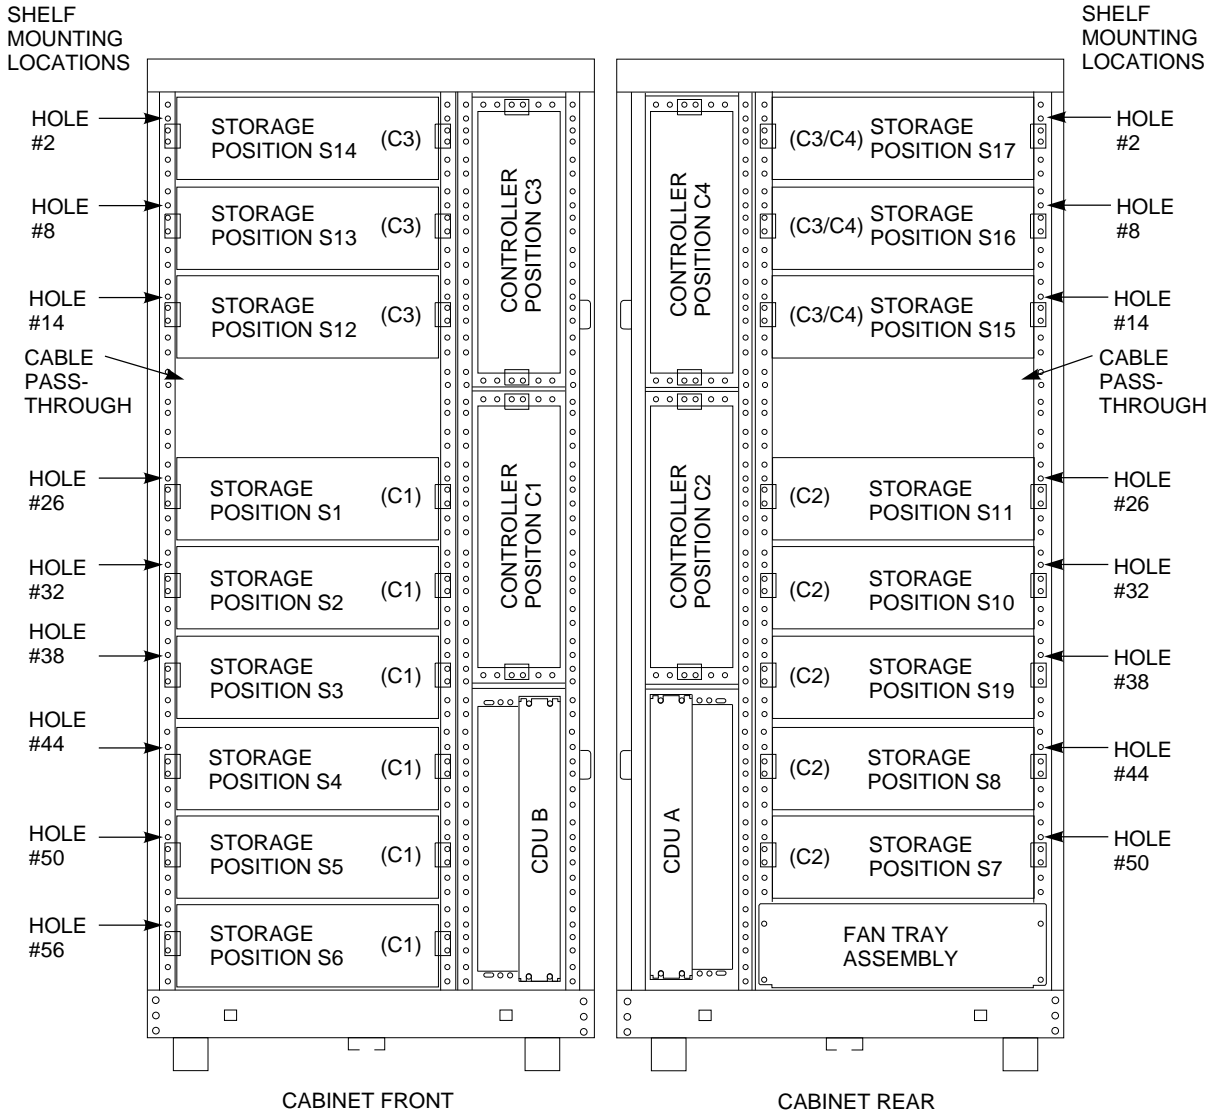 SHELF
MOUNTING
LOCATIONS
HOLE
#2
HOLE
#8
HOLE
#14
CABLE
PASS-
THROUGH
HOLE
#26
HOLE
#32
HOLE
#38
HOLE
#44
HOLE
#50
HOLE
#56
STORAGE
POSITION S14
(C3)
STORAGE
POSITION S13
(C3)
STORAGE
POSITION S12
(C3)
STORAGE
POSITION S1
(C1)
STORAGE
POSITION S2
(C1)
STORAGE
POSITION S3
(C1)
STORAGE
POSITION S4
(C1)
STORAGE
POSITION S5
(C1)
STORAGE
POSITION S6
(C1)
CONTROLLER
POSITION C3
CONTROLLER
POSITON C1
CDU B
CABINET FRONT
CONTROLLER
POSITION C4
CONTROLLER
POSITION C2
CDU A
(C3/C4)
STORAGE
POSITION S17
(C3/C4)
STORAGE
POSITION S16
(C3/C4)
STORAGE
POSITION S15
(C2)
STORAGE
POSITION S11
(C2)
STORAGE
POSITION S10
(C2)
STORAGE
POSITION S19
(C2)
STORAGE
POSITION S8
(C2)
STORAGE
POSITION S7
FAN TRAY
ASSEMBLY
CABINET REAR
SHELF
MOUNTING
LOCATIONS
HOLE
#2
HOLE
#8
HOLE
#14
CABLE
PASS-
THROUGH
HOLE
#26
HOLE
#32
HOLE
#38
HOLE
#44
HOLE
#50